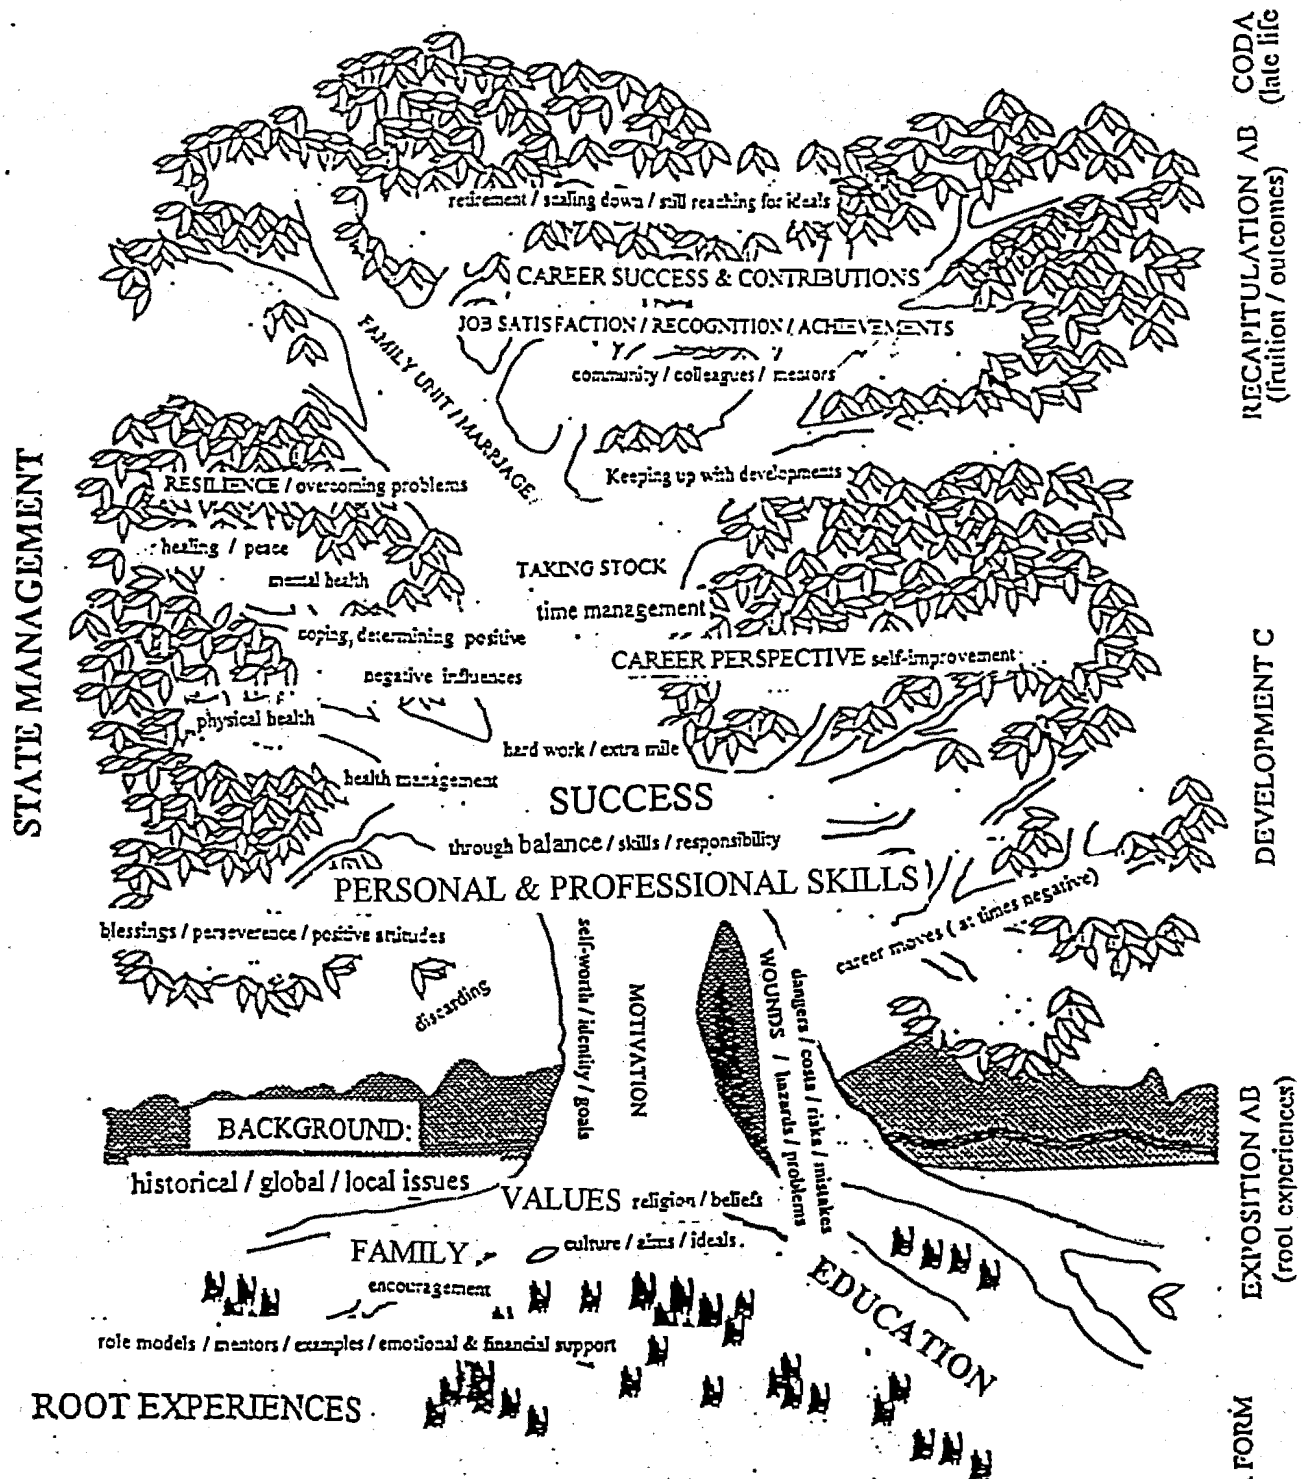 retirement / scaling down / still reaching for ideals
CAREER SUCCESS & CONTRIBUTIONS
JOB SATISFACTION / RECOGNITION / ACHIEVEMENTS
community / colleagues / mentors
FAMILY UNIT / MARRIAGE
Keeping up with developments
RESILIENCE / overcoming problems
healing / peace
mental health
TAKING STOCK
time management
coping, determining positive
negative influences
CAREER PERSPECTIVE self-improvement
physical health
hard work / extra mile
health management
SUCCESS
through balance / skills / responsibility
PERSONAL & PROFESSIONAL SKILLS
blessings / perseverence / positive attitudes
discarding
career moves ( at times negative)
self-worth / identity / goals
MOTIVATION
WOUNDS / hazards / problems
dangers / costs / risks / mistakes
BACKGROUND:
historical / global / local issues
VALUES religion / beliefs
FAMILY
culture / aims / ideals.
encouragement
EDUCATION
role models / mentors / examples / emotional & financial support
ROOT EXPERIENCES
STATE MANAGEMENT
CODA
(late life
RECAPITULATION AB
(fruition / outcomes)
DEVELOPMENT C
EXPOSITION AB
(root experiences)
FORM